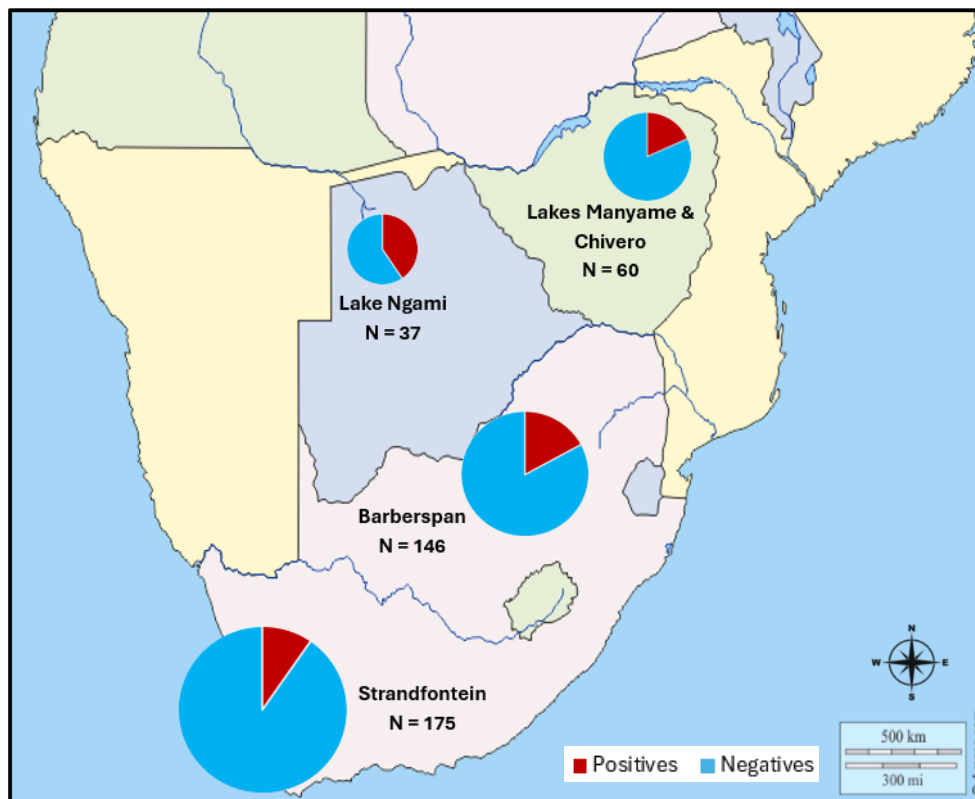 Lakes Manyame &
Chivero
N = 60
Lake Ngami
N = 37
Barberspan
N = 146
Strandfontein
N = 175
N
W E
S
500 km
300 mi
Positives Negatives